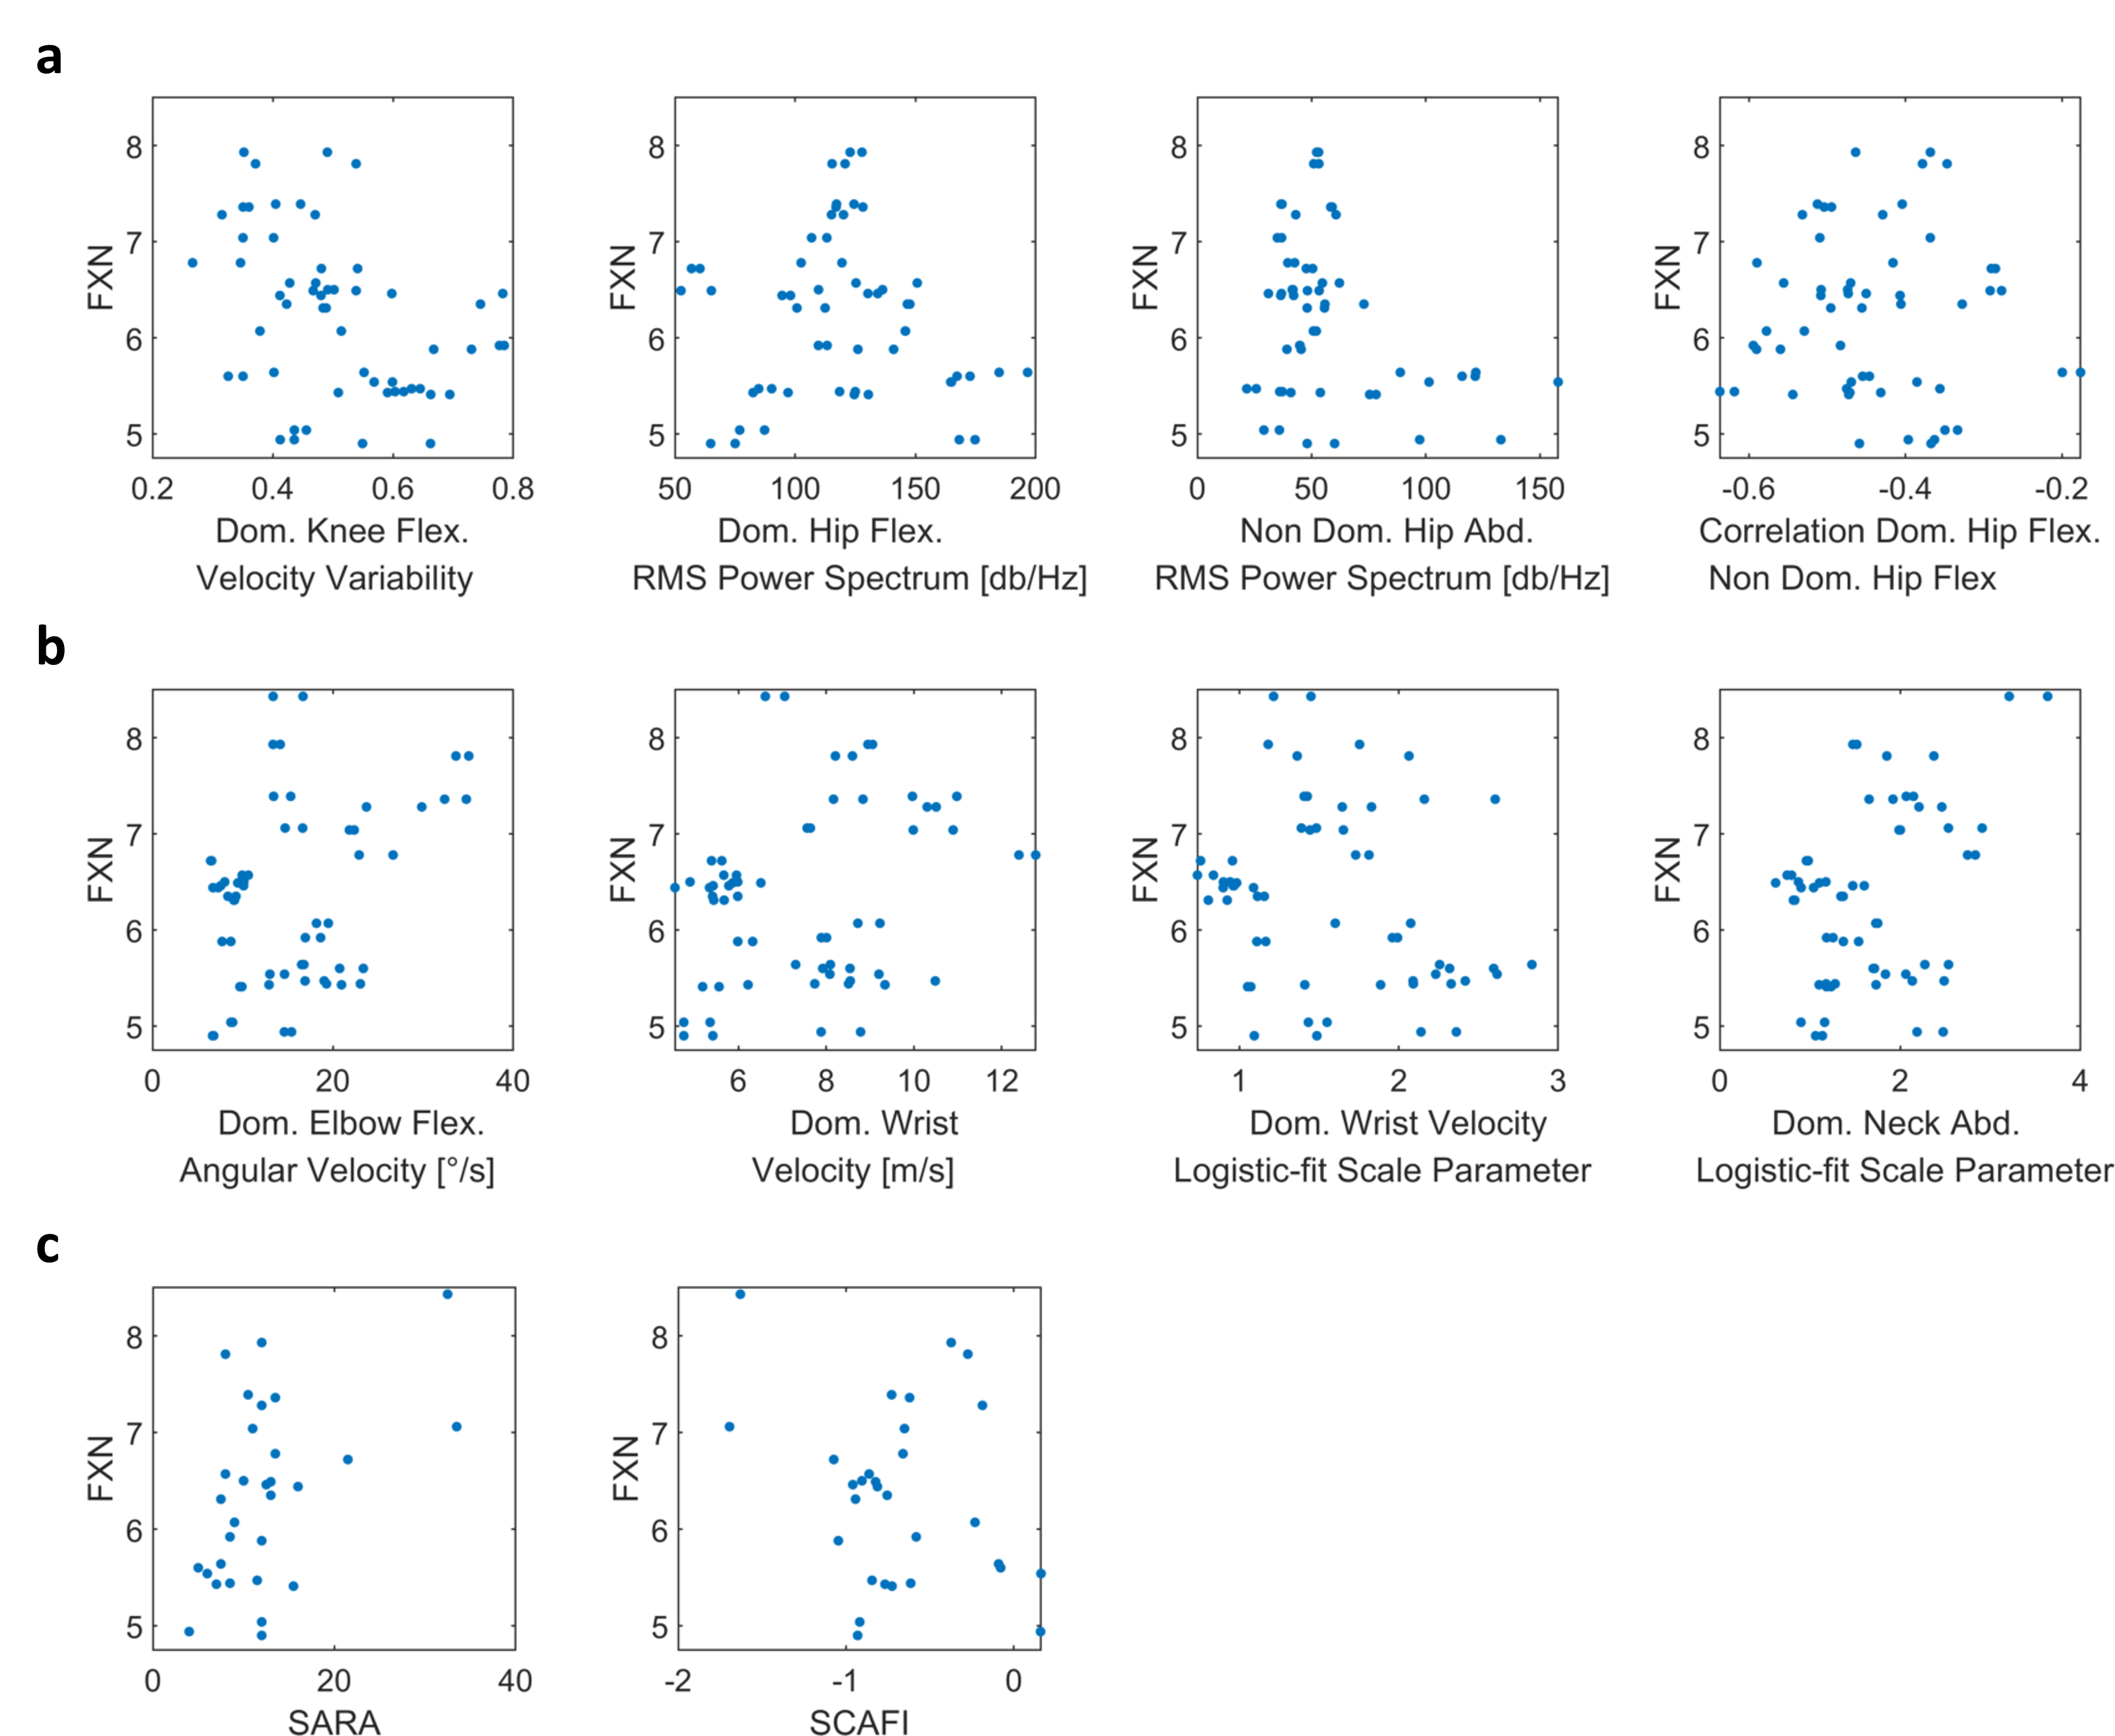 a
8
7
6
5
FXN
0.2 0.4 0.6 0.8
Dom. Knee Flex.
Velocity Variability
8
7
6
5
FXN
50 100 150 200
Dom. Hip Flex.
RMS Power Spectrum [db/Hz]
8
7
6
5
FXN
0 50 100 150
Non Dom. Hip Abd.
RMS Power Spectrum [db/Hz]
8
7
6
5
FXN
-0.6 -0.4 -0.2
Correlation Dom. Hip Flex.
Non Dom. Hip Flex
b
8
7
6
5
FXN
0 20 40
Dom. Elbow Flex.
Angular Velocity [°/s]
8
7
6
5
FXN
6 8 10 12
Dom. Wrist
Velocity [m/s]
8
7
6
5
FXN
1 2 3
Dom. Wrist Velocity
Logistic-fit Scale Parameter
8
7
6
5
FXN
0 2 4
Dom. Neck Abd.
Logistic-fit Scale Parameter
c
8
7
6
5
FXN
0 20 40
SARA
8
7
6
5
FXN
-2 -1 0
SCAFI